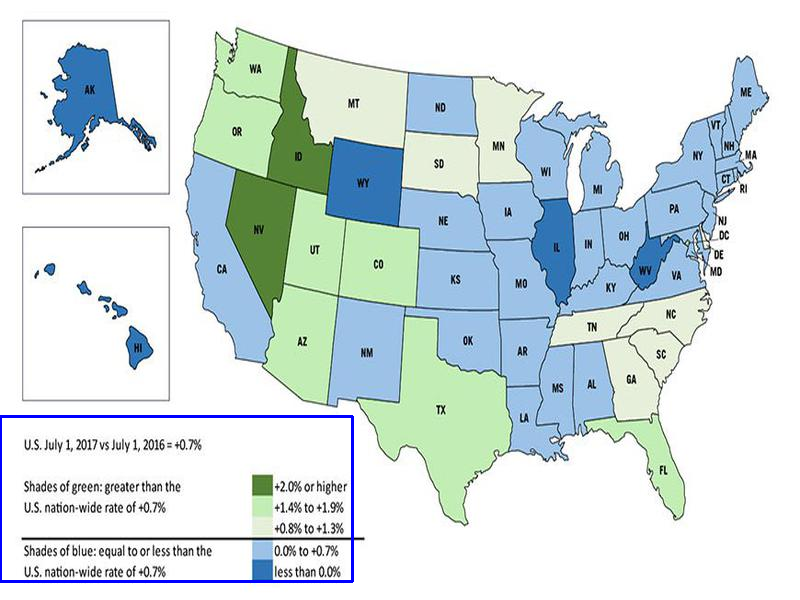 AK
HI
WA
OR
CA
ID
NV
MT
WY
UT
CO
AZ
NM
ND
SD
NE
KS
OK
TX
MN
IA
MO
AR
LA
WI
IL
MI
IN
OH
KY
TN
MS
AL
GA
FL
SC
NC
VA
WV
PA
NY
VT
NH
ME
MA
CT
RI
NJ
DC
DE
MD
U.S. July 1, 2017 vs July 1, 2016 = +0.7%
Shades of green: greater than the
U.S. nation-wide rate of +0.7%
+2.0% or higher
+1.4% to +1.9%
+0.8% to +1.3%
Shades of blue: equal to or less than the
U.S. nation-wide rate of +0.7%
0.0% to +0.7%
less than 0.0%